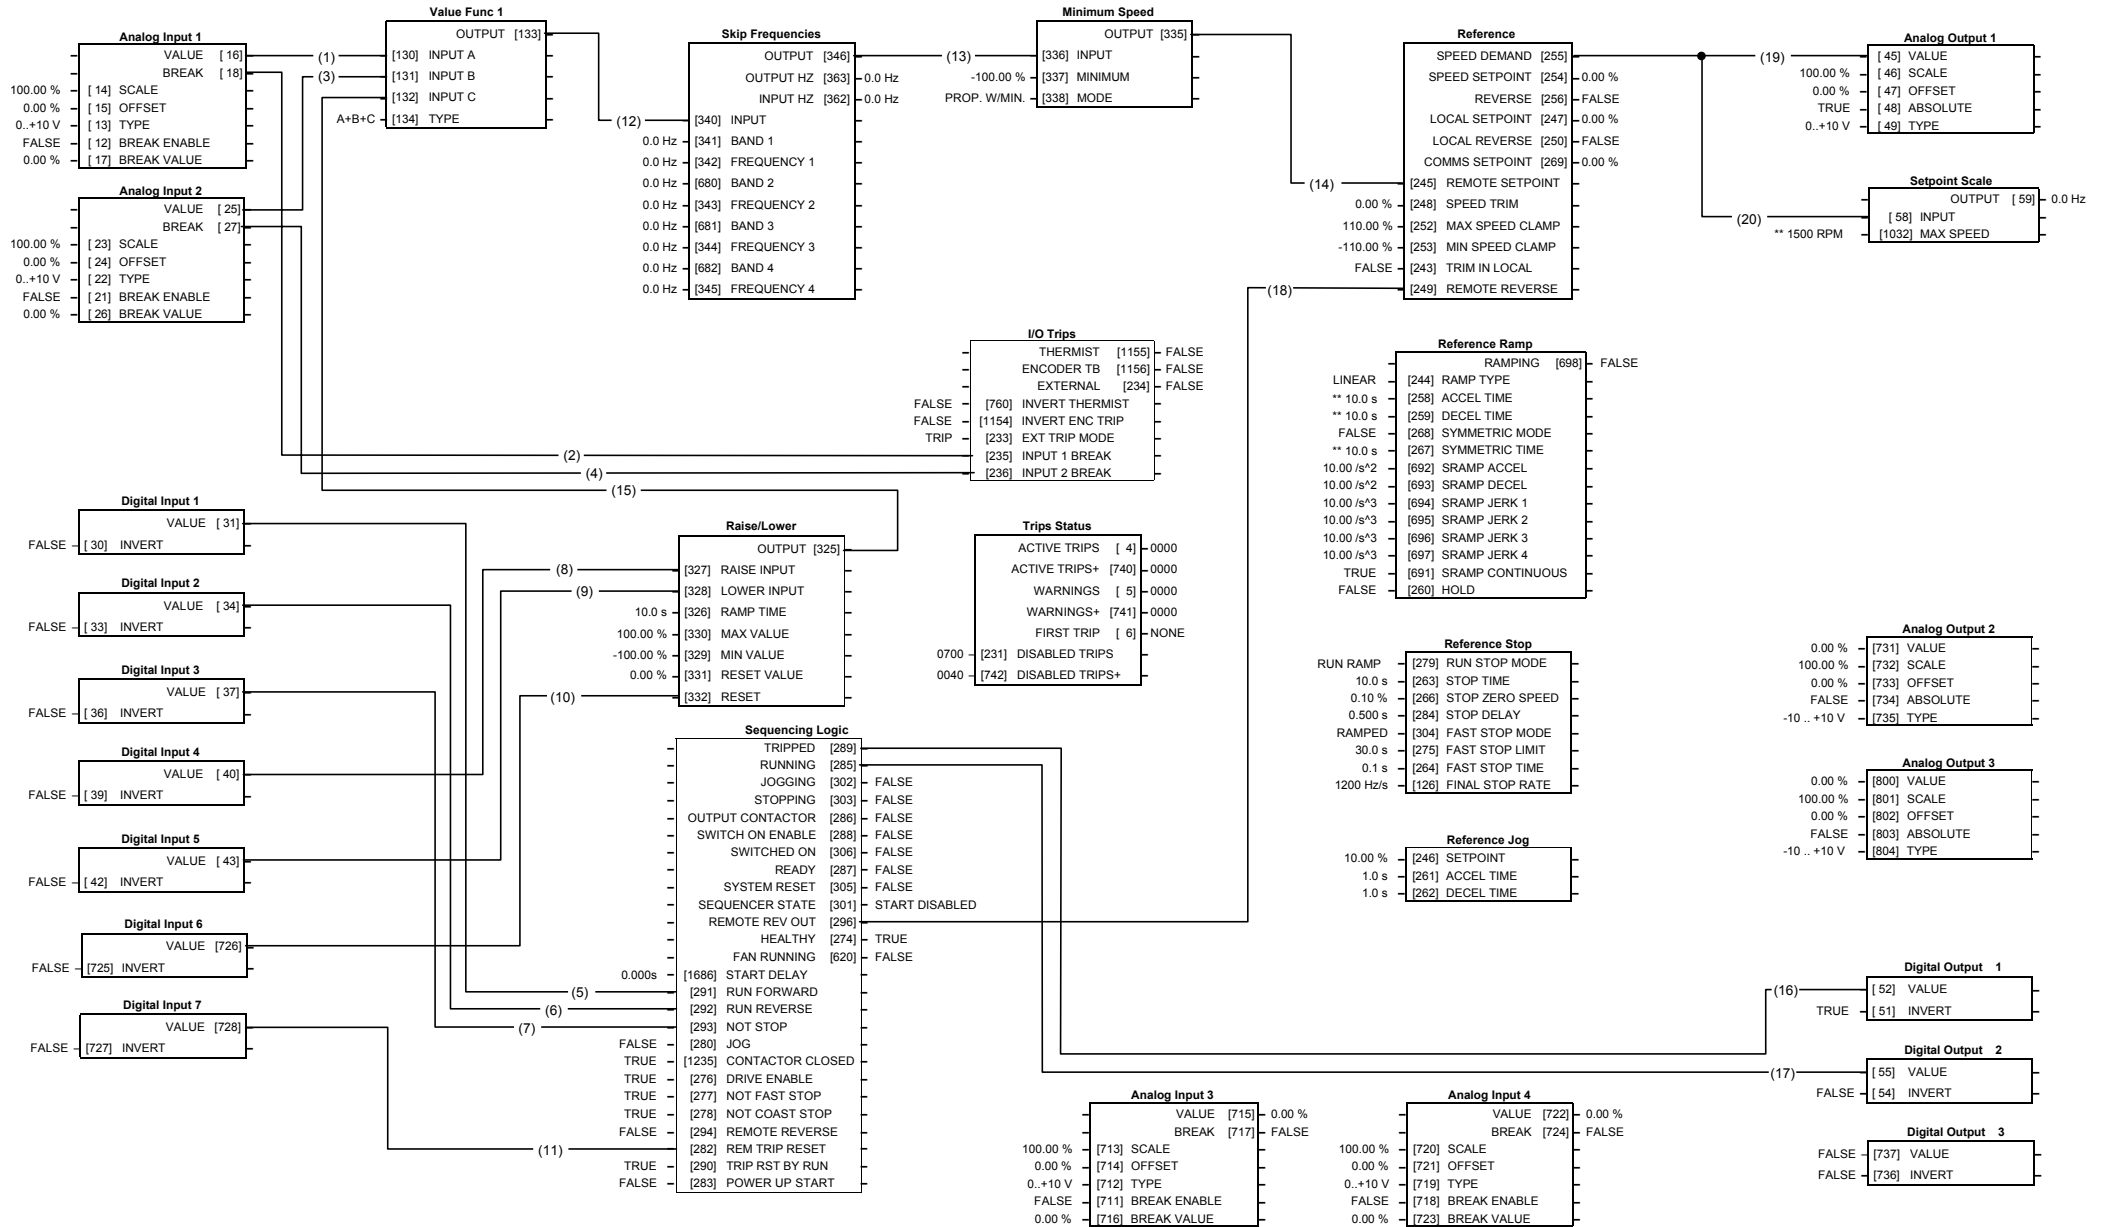 Analog Input 1
VALUE [ 16]
BREAK [ 18]
100.00 % [ 14] SCALE
0.00 % [ 15] OFFSET
0..+10 V [ 13] TYPE
FALSE [ 12] BREAK ENABLE
0.00 % [ 17] BREAK VALUE
Analog Input 2
VALUE [ 25]
BREAK [ 27]
100.00 % [ 23] SCALE
0.00 % [ 24] OFFSET
0..+10 V [ 22] TYPE
FALSE [ 21] BREAK ENABLE
0.00 % [ 26] BREAK VALUE
(1)
(3)
Value Func 1
OUTPUT [133]
[130] INPUT A
[131] INPUT B
[132] INPUT C
A+B+C [134] TYPE
(12)
Skip Frequencies
OUTPUT [346]
OUTPUT HZ [363] 0.0 Hz
INPUT HZ [362] 0.0 Hz
[340] INPUT
0.0 Hz [341] BAND 1
0.0 Hz [342] FREQUENCY 1
0.0 Hz [680] BAND 2
0.0 Hz [343] FREQUENCY 2
0.0 Hz [681] BAND 3
0.0 Hz [344] FREQUENCY 3
0.0 Hz [682] BAND 4
0.0 Hz [345] FREQUENCY 4
(13)
Minimum Speed
OUTPUT [335]
[336] INPUT
-100.00 % [337] MINIMUM
PROP. W/MIN. [338] MODE
(14)
(18)
Reference
SPEED DEMAND [255]
SPEED SETPOINT [254] 0.00 %
REVERSE [256] FALSE
LOCAL SETPOINT [247] 0.00 %
LOCAL REVERSE [250] FALSE
COMMS SETPOINT [269] 0.00 %
[245] REMOTE SETPOINT
0.00 % [248] SPEED TRIM
110.00 % [252] MAX SPEED CLAMP
-110.00 % [253] MIN SPEED CLAMP
FALSE [243] TRIM IN LOCAL
[249] REMOTE REVERSE
(19)
(20)
Analog Output 1
[ 45] VALUE
100.00 % [ 46] SCALE
0.00 % [ 47] OFFSET
TRUE [ 48] ABSOLUTE
0..+10 V [ 49] TYPE
Setpoint Scale
OUTPUT [ 59] 0.0 Hz
[ 58] INPUT
** 1500 RPM [1032] MAX SPEED
I/O Trips
THERMIST [1155] FALSE
ENCODER TB [1156] FALSE
EXTERNAL [234] FALSE
FALSE [760] INVERT THERMIST
FALSE [1154] INVERT ENC TRIP
TRIP [233] EXT TRIP MODE
[235] INPUT 1 BREAK
[236] INPUT 2 BREAK
(2)
(4)
(15)
Reference Ramp
RAMPING [698] FALSE
LINEAR [244] RAMP TYPE
** 10.0 s [258] ACCEL TIME
** 10.0 s [259] DECEL TIME
FALSE [268] SYMMETRIC MODE
** 10.0 s [267] SYMMETRIC TIME
10.00 /s^2 [692] SRAMP ACCEL
10.00 /s^2 [693] SRAMP DECEL
10.00 /s^3 [694] SRAMP JERK 1
10.00 /s^3 [695] SRAMP JERK 2
10.00 /s^3 [696] SRAMP JERK 3
10.00 /s^3 [697] SRAMP JERK 4
TRUE [691] SRAMP CONTINUOUS
FALSE [260] HOLD
Digital Input 1
VALUE [ 31]
FALSE [ 30] INVERT
Digital Input 2
VALUE [ 34]
FALSE [ 33] INVERT
Digital Input 3
VALUE [ 37]
FALSE [ 36] INVERT
Digital Input 4
VALUE [ 40]
FALSE [ 39] INVERT
Digital Input 5
VALUE [ 43]
FALSE [ 42] INVERT
Digital Input 6
VALUE [726]
FALSE [725] INVERT
Digital Input 7
VALUE [728]
FALSE [727] INVERT
(8)
(9)
(10)
Raise/Lower
OUTPUT [325]
[327] RAISE INPUT
[328] LOWER INPUT
10.0 s [326] RAMP TIME
100.00 % [330] MAX VALUE
-100.00 % [329] MIN VALUE
0.00 % [331] RESET VALUE
[332] RESET
Trips Status
ACTIVE TRIPS [ 4] 0000
ACTIVE TRIPS+ [740] 0000
WARNINGS [ 5] 0000
WARNINGS+ [741] 0000
FIRST TRIP [ 6] NONE
0700 [231] DISABLED TRIPS
0040 [742] DISABLED TRIPS+
Sequencing Logic
TRIPPED [289]
RUNNING [285]
JOGGING [302] FALSE
STOPPING [303] FALSE
OUTPUT CONTACTOR [286] FALSE
SWITCH ON ENABLE [288] FALSE
SWITCHED ON [306] FALSE
READY [287] FALSE
SYSTEM RESET [305] FALSE
SEQUENCER STATE [301] START DISABLED
REMOTE REV OUT [296]
HEALTHY [274] TRUE
FAN RUNNING [620] FALSE
0.000s [1686] START DELAY
(5) [291] RUN FORWARD
(6) [292] RUN REVERSE
(7) [293] NOT STOP
FALSE [280] JOG
TRUE [1235] CONTACTOR CLOSED
TRUE [276] DRIVE ENABLE
TRUE [277] NOT FAST STOP
TRUE [278] NOT COAST STOP
FALSE [294] REMOTE REVERSE
(11) [282] REM TRIP RESET
TRUE [290] TRIP RST BY RUN
FALSE [283] POWER UP START
Reference Stop
RUN RAMP [279] RUN STOP MODE
10.0 s [263] STOP TIME
0.10 % [266] STOP ZERO SPEED
0.500 s [284] STOP DELAY
RAMPED [304] FAST STOP MODE
30.0 s [275] FAST STOP LIMIT
0.1 s [264] FAST STOP TIME
1200 Hz/s [126] FINAL STOP RATE
Reference Jog
10.00 % [246] SETPOINT
1.0 s [261] ACCEL TIME
1.0 s [262] DECEL TIME
Analog Output 2
0.00 % [731] VALUE
100.00 % [732] SCALE
0.00 % [733] OFFSET
FALSE [734] ABSOLUTE
-10 .. +10 V [735] TYPE
Analog Output 3
0.00 % [800] VALUE
100.00 % [801] SCALE
0.00 % [802] OFFSET
FALSE [803] ABSOLUTE
-10 .. +10 V [804] TYPE
Digital Output 1
(16) [ 52] VALUE
TRUE [ 51] INVERT
Digital Output 2
(17) [ 55] VALUE
FALSE [ 54] INVERT
Digital Output 3
FALSE [737] VALUE
FALSE [736] INVERT
Analog Input 3
VALUE [715] 0.00 %
BREAK [717] FALSE
100.00 % [713] SCALE
0.00 % [714] OFFSET
0..+10 V [712] TYPE
FALSE [711] BREAK ENABLE
0.00 % [716] BREAK VALUE
Analog Input 4
VALUE [722] 0.00 %
BREAK [724] FALSE
100.00 % [720] SCALE
0.00 % [721] OFFSET
0..+10 V [719] TYPE
FALSE [718] BREAK ENABLE
0.00 % [723] BREAK VALUE